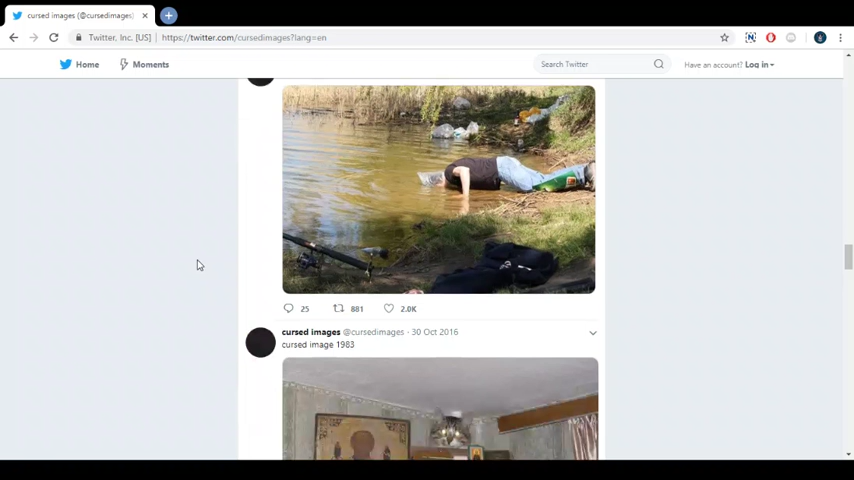 cursed images (@cursedimages)
Twitter, Inc. [US]
https://twitter.com/cursedimages?lang=en
Home
Moments
Search Twitter
Have an account? Log in
25
881
2.0K
cursed images @cursedimages · 30 Oct 2016
cursed image 1983